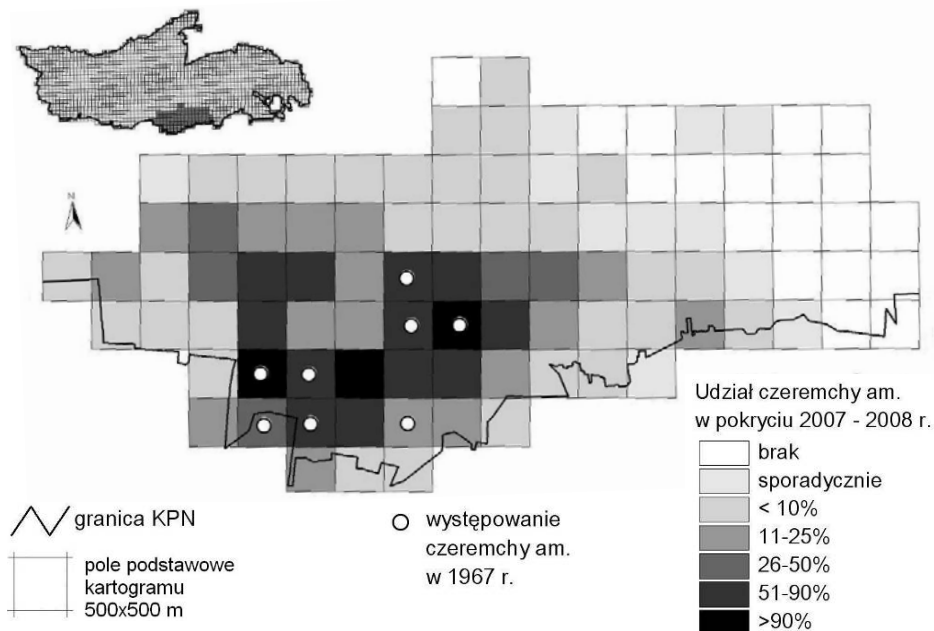 N
Udział czeremchy am.
w pokryciu 2007 - 2008 r.
brak
sporadycznie
< 10%
11-25%
26-50%
51-90%
>90%
granica KPN
pole podstawowe
kartogramu
500x500 m
występowanie
czeremchy am.
w 1967 r.